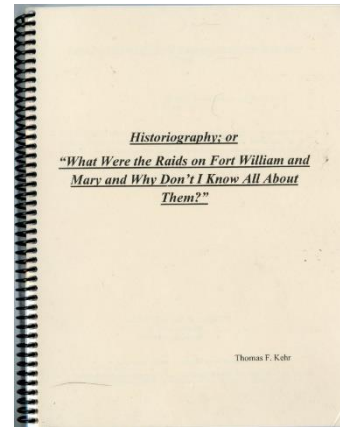 Historiography; or
“What Were the Raids on Fort William and
Mary and Why Don’t I Know All About
Them?”
Thomas F. Kehr